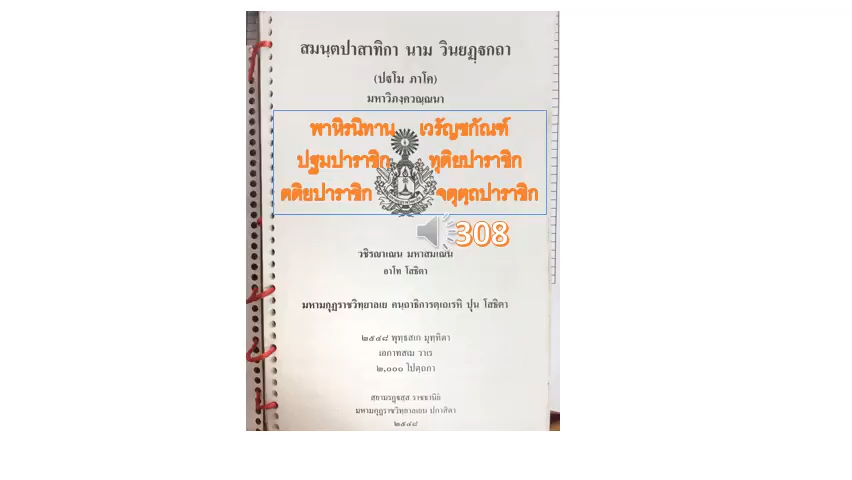 สมนฺตปาสาทิกา นาม วินยฏฺฐกถา
(ปฐโม ภาโค)
มหาวิภงฺควณฺณนา
พาหิรนิทาน เวรัญชกัณฑ์
ปฐมปาราชิก ทุติยปาราชิก
ตติยปาราชิก จตุตฺถปาราชิก
308
วชิรญาเณน มหาสมเณน
อาโท โสธิตา
มหามกุฏราชวิทฺยาลเย คนฺถาธิการตฺเถเรหิ ปุน โสธิตา
๒๕๔๘ พุทฺธสเก มุทฺทิตา
เอกาทสเม วาเร
๒,๐๐๐ โปตฺถกา
สฺยามรฏฺฐสฺส ราชธานิยํ
มหามกุฏราชวิทฺยาลเยน ปกาสิตา
๒๕๔๘